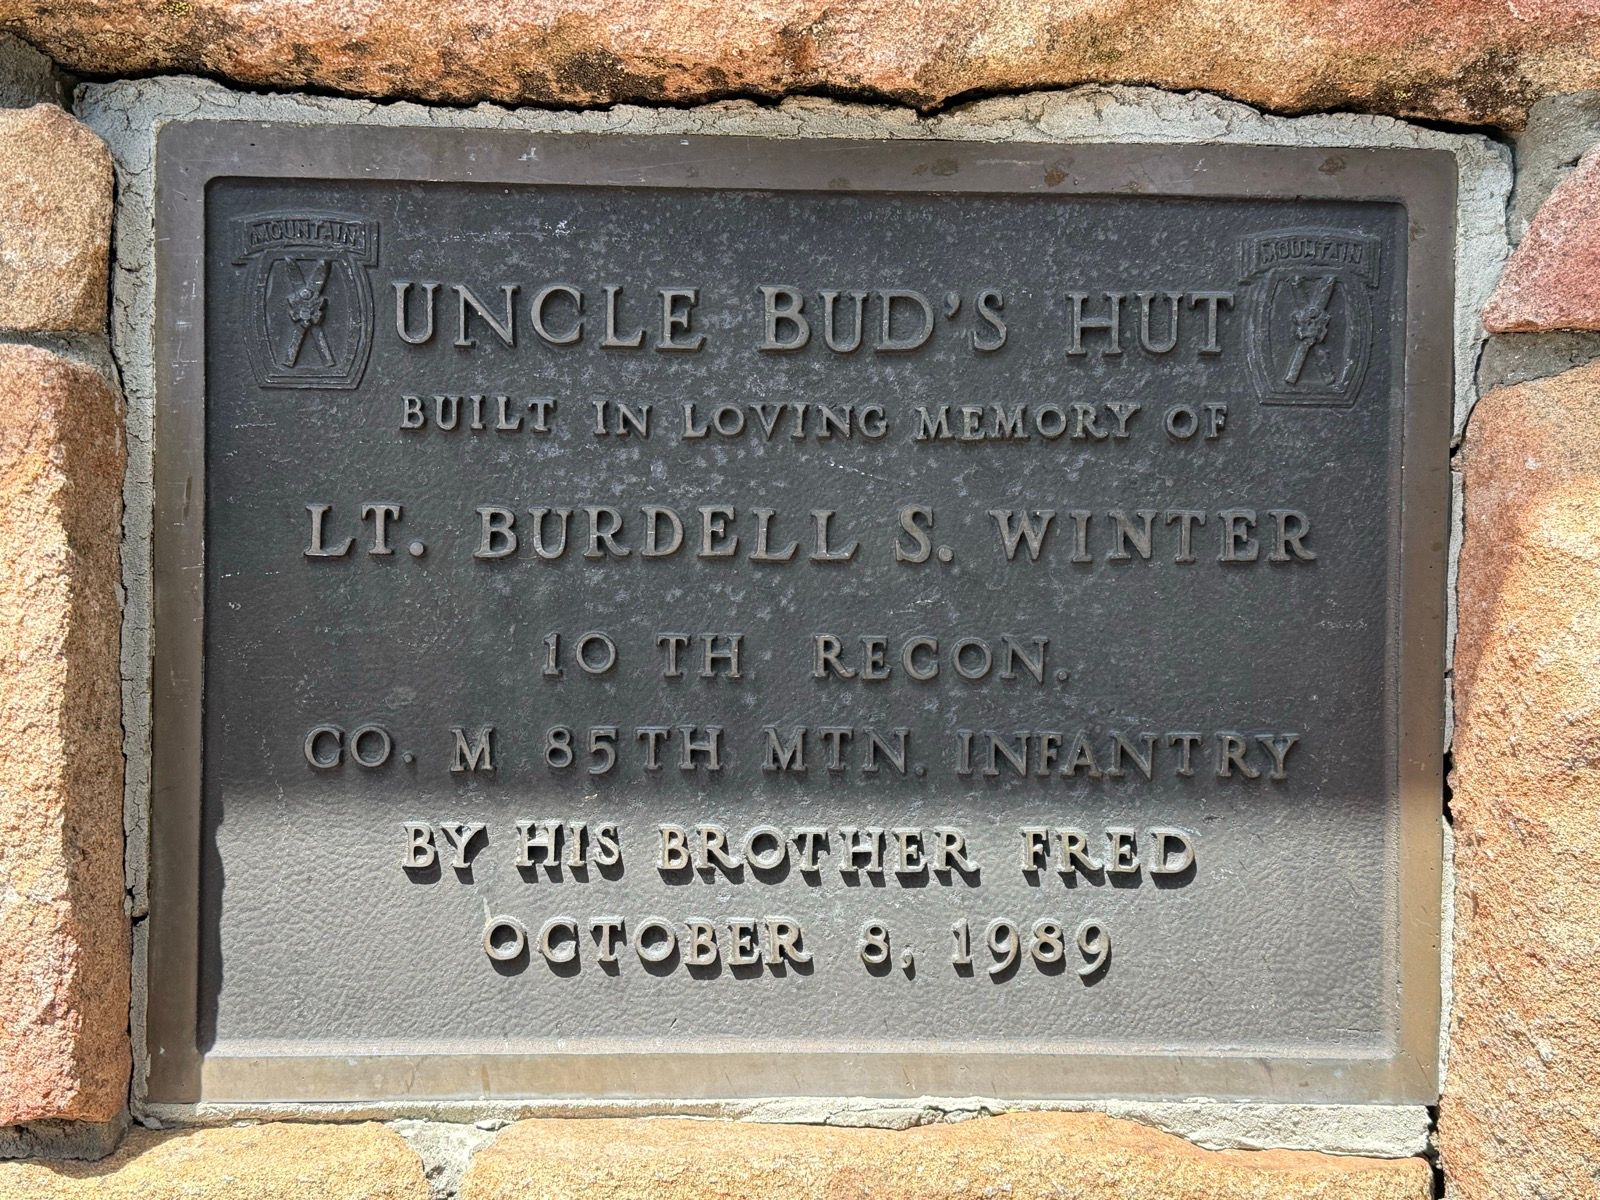 MOUNTAIN MOUNTAIN
UNCLE BUD'S HUT
BUILT IN LOVING MEMORY OF
LT. BURDELL S. WINTER
10 TH RECON.
CO. M 85TH MTN. INFANTRY
BY HIS BROTHER FRED
OCTOBER 8, 1989